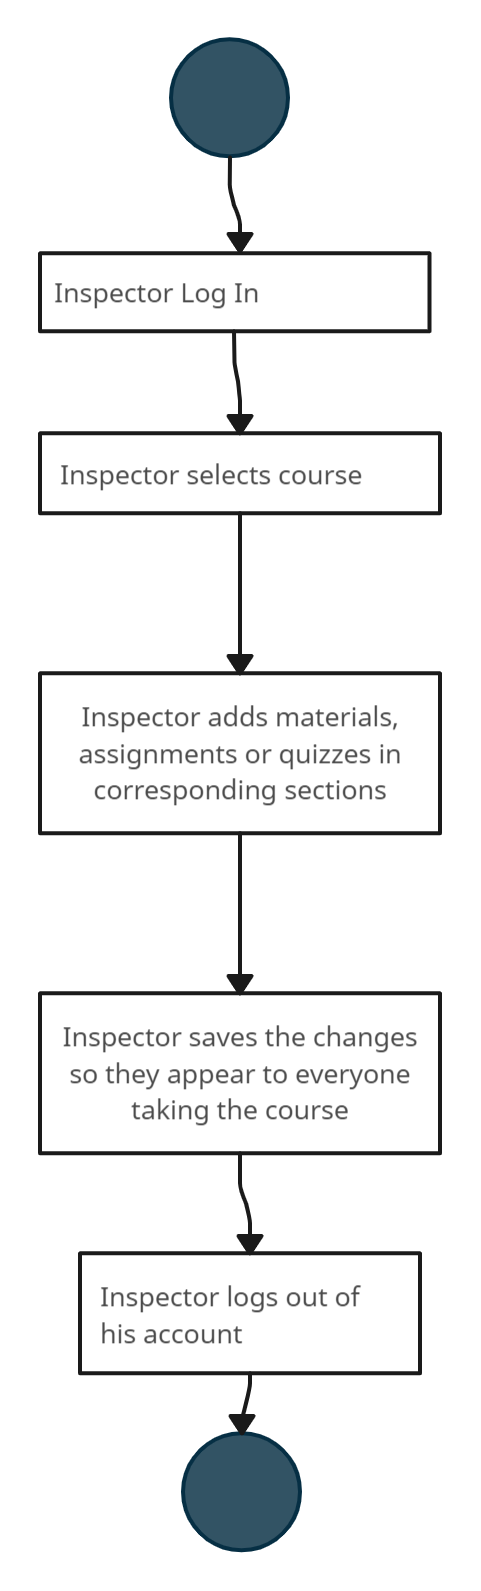 Inspector Log In
Inspector selects course
Inspector adds materials,
assignments or quizzes in
corresponding sections
Inspector saves the changes
so they appear to everyone
taking the course
Inspector logs out of
his account